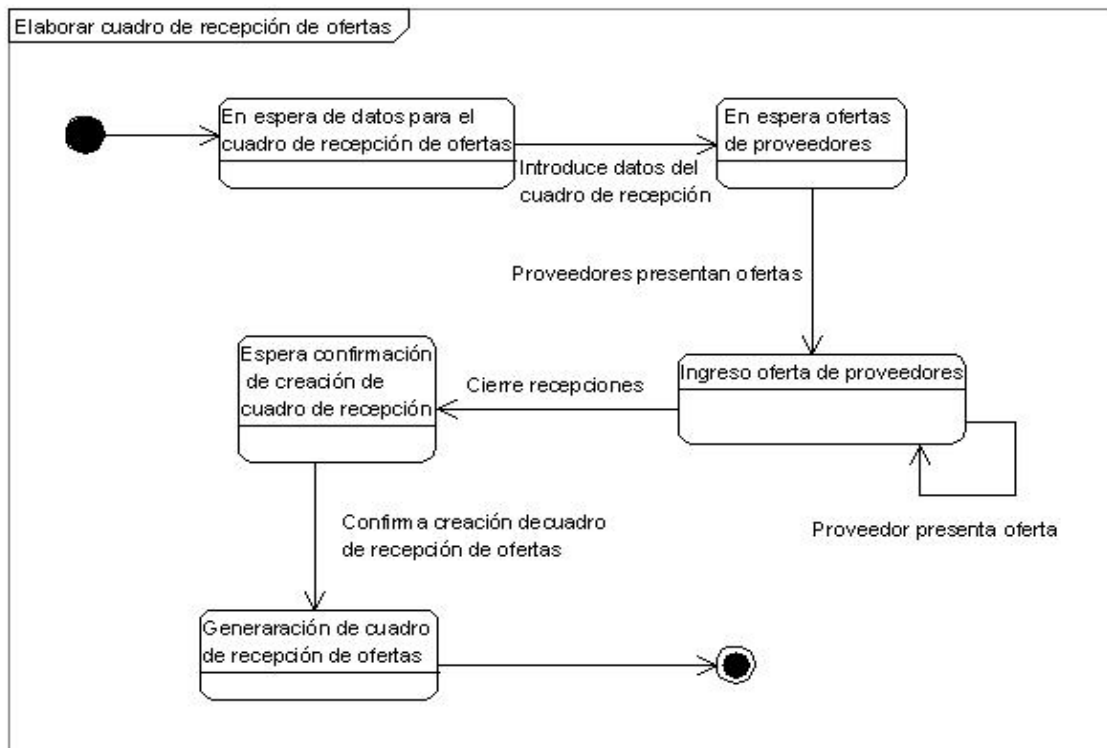 Elaborar cuadro de recepción de ofertas
En espera de datos para el
cuadro de recepción de ofertas
En espera ofertas
de proveedores
Introduce datos del
cuadro de recepción
Proveedores presentan ofertas
Espera confirmación
de creación de
cuadro de recepción
Cierre recepciones
Ingreso oferta de proveedores
Proveedor presenta oferta
Confirma creación de cuadro
de recepción de ofertas
Generaración de cuadro
de recepción de ofertas